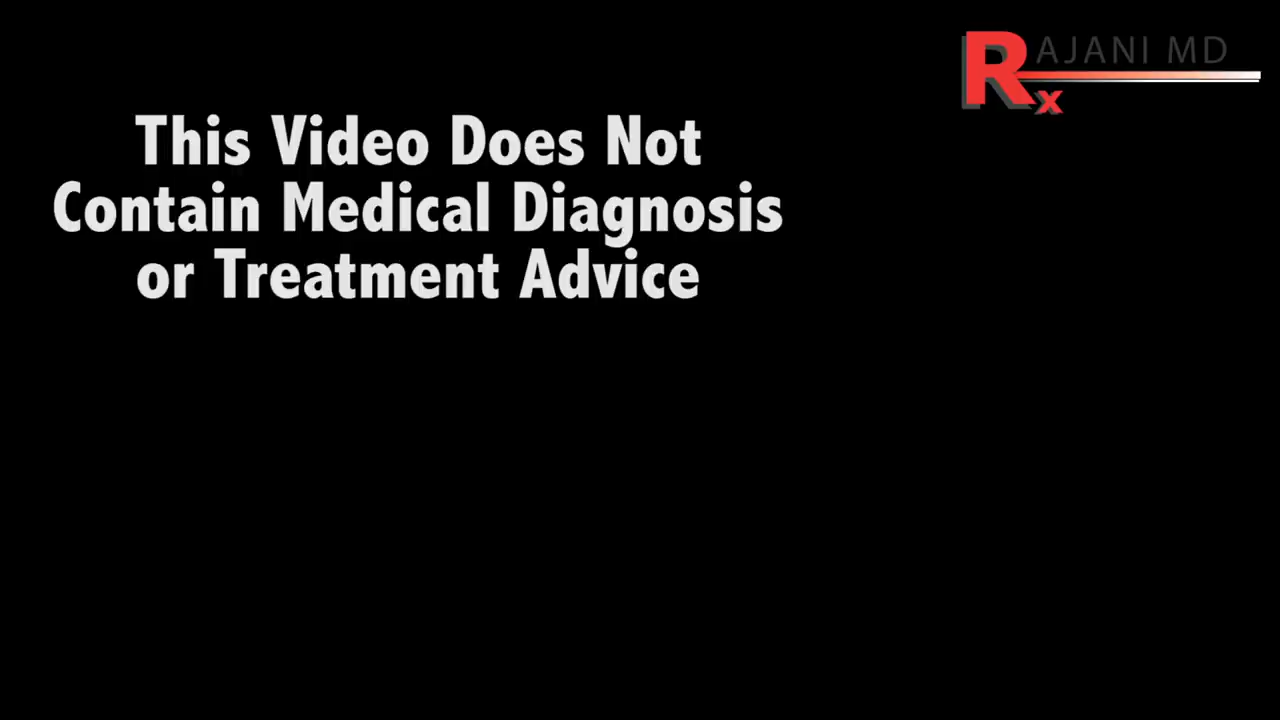 RAJANI MD
x
This Video Does Not
Contain Medical Diagnosis
or Treatment Advice